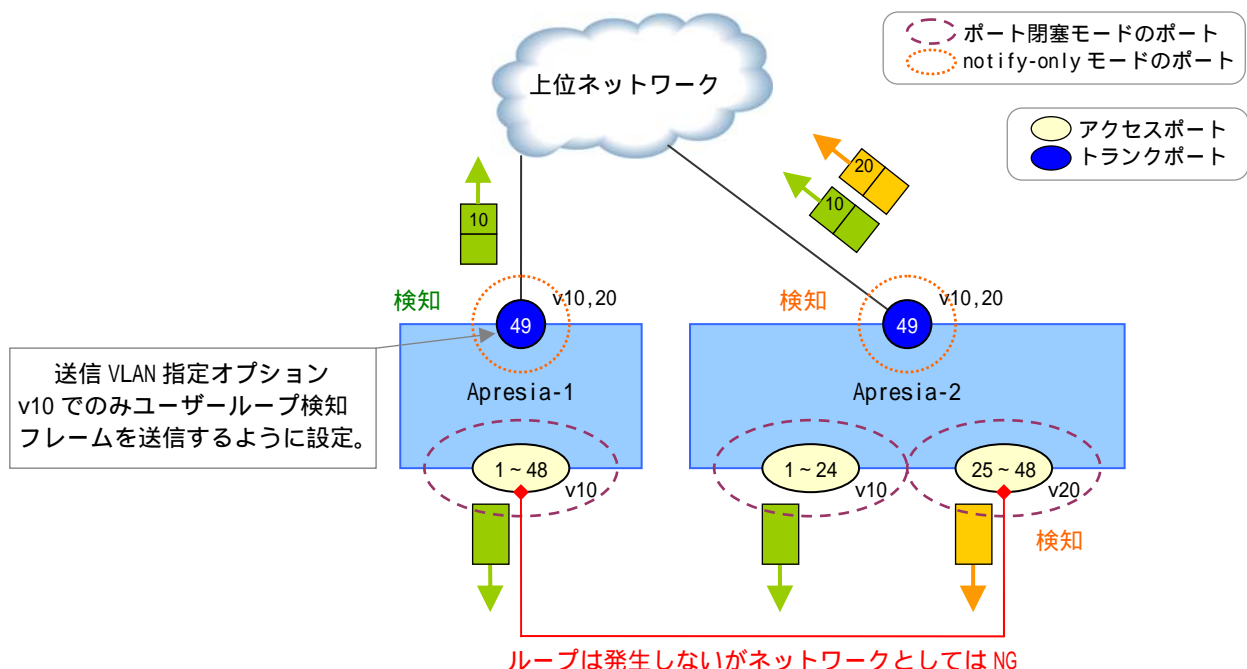 ポート閉塞モードのポート
notify-only モードのポート
上位ネットワーク
アクセスポート
トランクポート
20
10
10
検知
v10,20
検知
v10,20
49
49
送信 VLAN 指定オプション
v10 でのみユーザーループ検知
フレームを送信するように設定。
Apresia-1
Apresia-2
1～48
v10
1～24
v10
25～48
v20
検知
ループは発生しないがネットワークとしては NG